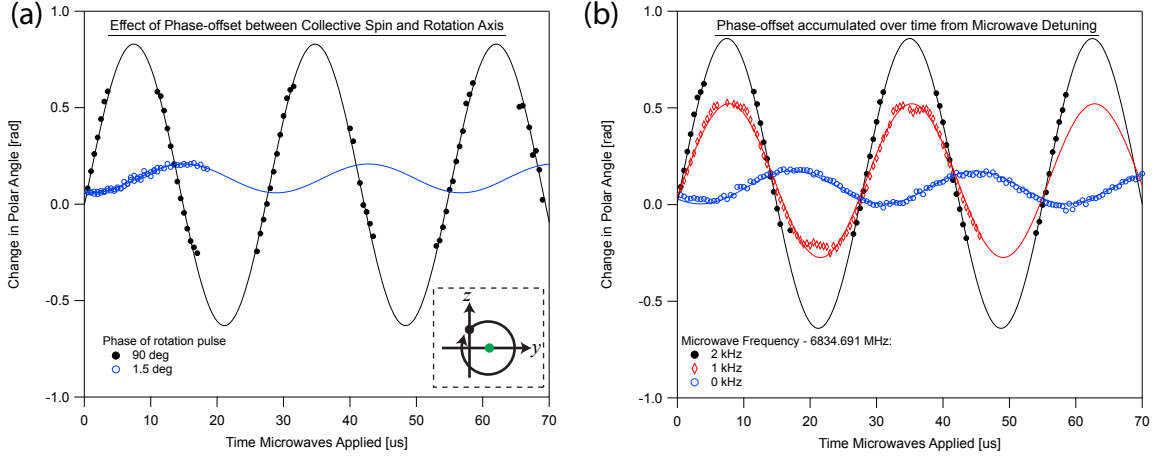 (a)
Effect of Phase-offset between Collective Spin and Rotation Axis
1.0
0.5
0.0
-0.5
-1.0
Change in Polar Angle [rad]
Phase of rotation pulse
90 deg
1.5 deg
z
y
0 10 20 30 40 50 60 70
Time Microwaves Applied [us]
(b)
Phase-offset accumulated over time from Microwave Detuning
1.0
0.5
0.0
-0.5
-1.0
Change in Polar Angle [rad]
Microwave Frequency - 6834.691 MHz:
2 kHz
1 kHz
0 kHz
0 10 20 30 40 50 60 70
Time Microwaves Applied [us]